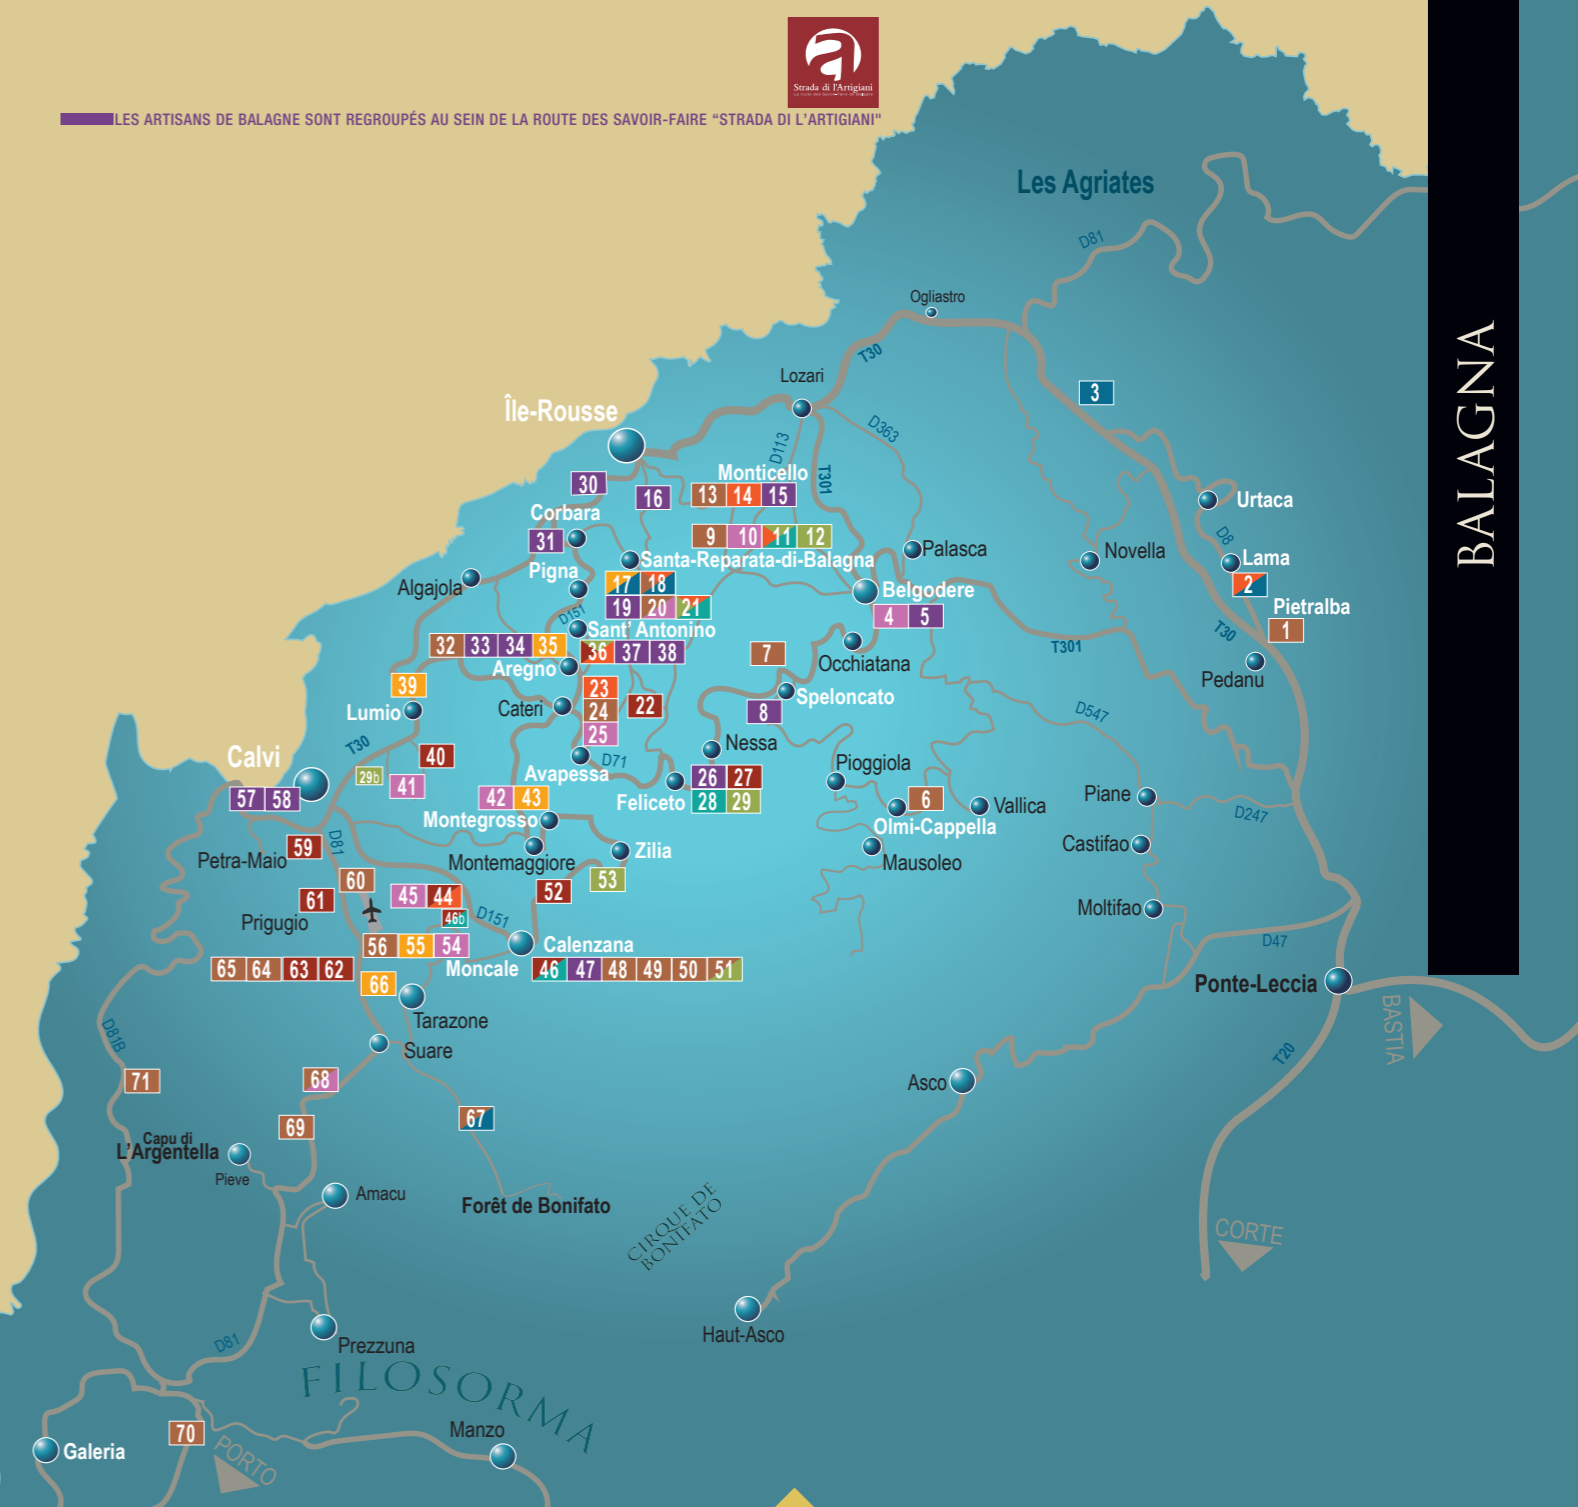 Strada di l'Artigiani
LES ARTISANS DE BALAGNE SONT REGROUPÉS AU SEIN DE LA ROUTE DES SAVOIR-FAIRE "STRADA DI L'ARTIGIANI"
BALAGNA
Les Agriates
D81
Ogliastro
T30
Lozari
3
Île-Rousse
D363
D113
T301
Monticello
30
16
13 14 15
Urtaca
Corbara
31
9 10 11 12
D8
Santa-Reparata-di-Balagna
Palasca
Novella
Lama
2
Pigna
Algajola
17 18
19 20 21
Belgodere
4 5
Pietralba
1
D151
Sant' Antonino
T30
32 33 34 35
36 37 38
7
Occhiatana
T301
Aregno
Pedanu
39
23
24
25
22
Speloncato
8
Lumio
Cateri
D547
T30
Calvi
40
Nessa
D71
Pioggiola
29b
41
Avapessa
26 27
28 29
Feliceto
57 58
42 43
6
Vallica
Piane
D247
Montegrosso
Olmi-Cappella
D81
59
Petra-Maio
Montemaggiore
Zilia
Mausoleo
Castifao
60
53
61
45 44
52
46b
Prigugio
D151
Moltifao
56 55 54
Calenzana
D47
65 64 63 62
Moncale
46 47 48 49 50 51
66
Ponte-Leccia
Tarazone
BASTIA
D81B
Suare
T20
71
68
Asco
69
67
Capu di
L'Argentella
Pieve
Amacu
Forêt de Bonifato
CIRQUE DE
BONIFATO
CORTE
Haut-Asco
D81
Prezzuna
FILOSORMA
70
Manzo
PORTO
Galeria